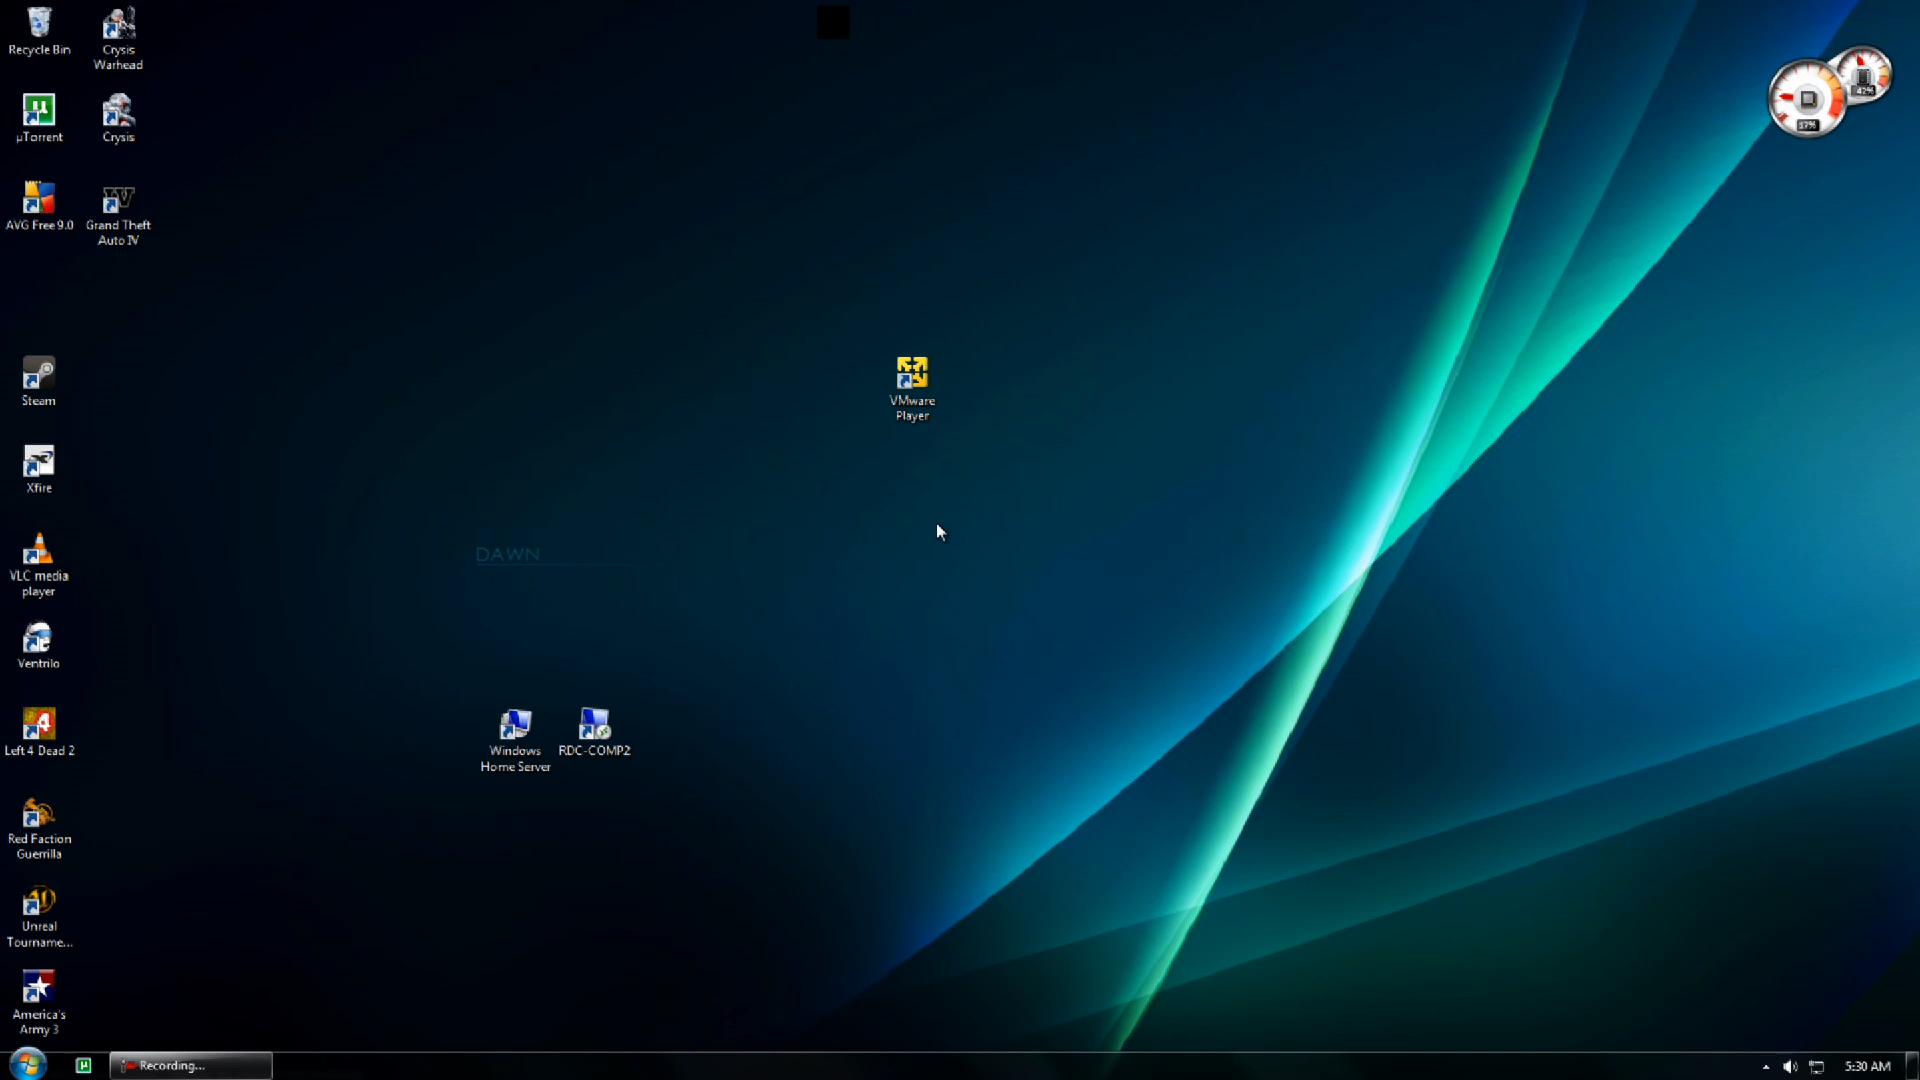 Recycle Bin
Crysis
Warhead
µTorrent
Crysis
AVG Free 9.0
Grand Theft
Auto IV
Steam
Xfire
VLC media
player
Ventrilo
Left 4 Dead 2
Red Faction
Guerrilla
Unreal
Tourname...
America's
Army 3
VMware
Player
DAWN
Windows
Home Server
RDC-COMP2
17%
42%
Recording...
5:30 AM